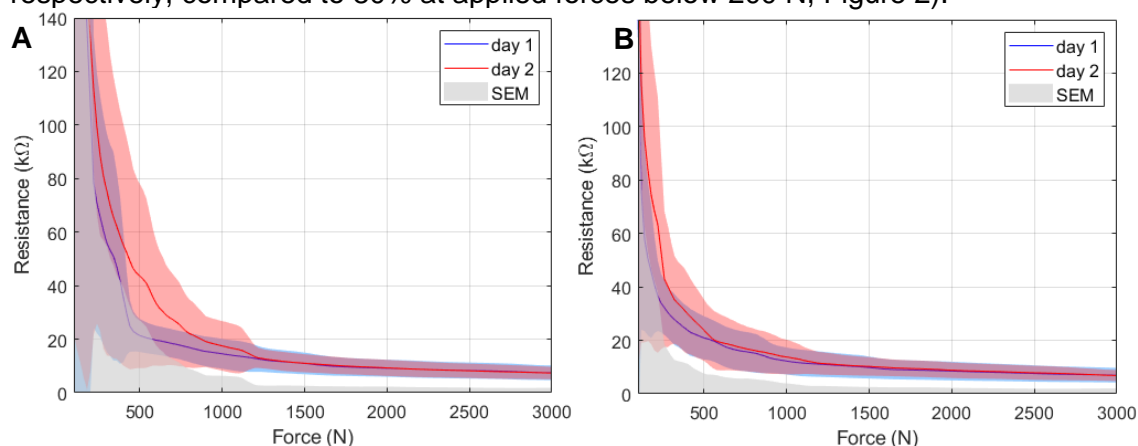 respectively, compared to at applied forces below 200 N, Figure 2).
A
140
120
100
80
60
40
20
0
Resistance (kΩ)
500
1000
1500
2000
2500
3000
Force (N)
day 1
day 2
SEM
B
140
120
100
80
60
40
20
0
Resistance (kΩ)
500
1000
1500
2000
2500
3000
Force (N)
day 1
day 2
SEM